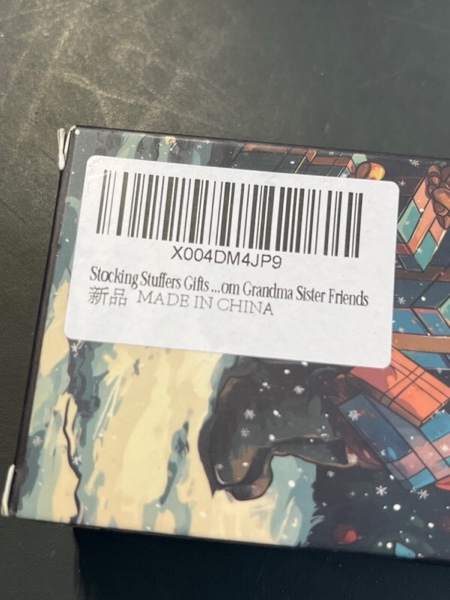 X004DM4JP9
Stocking Stuffers Gifts ...om Grandma Sister Friends
新品 MADE IN CHINA